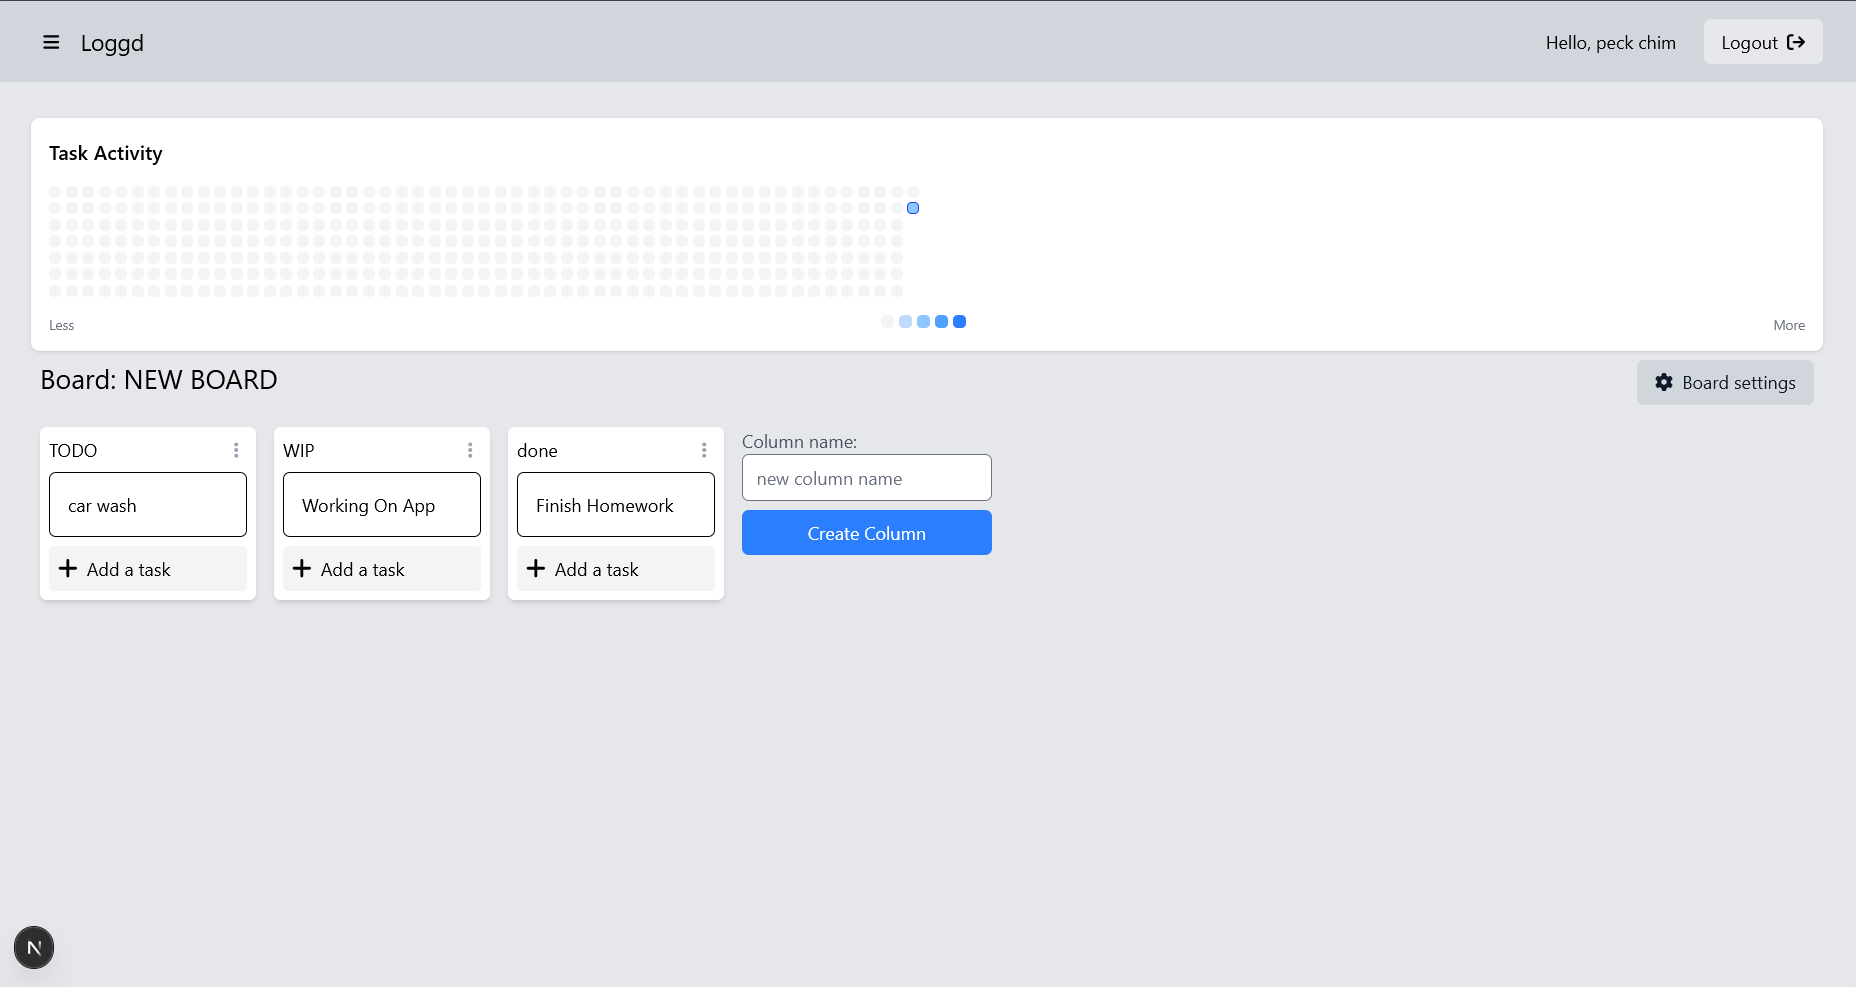 Loggd
Hello, peck chim
Logout
Task Activity
Less
More
Board: NEW BOARD
Board settings
TODO
car wash
Add a task
WIP
Working On App
Add a task
done
Finish Homework
Add a task
Column name:
new column name
Create Column
N